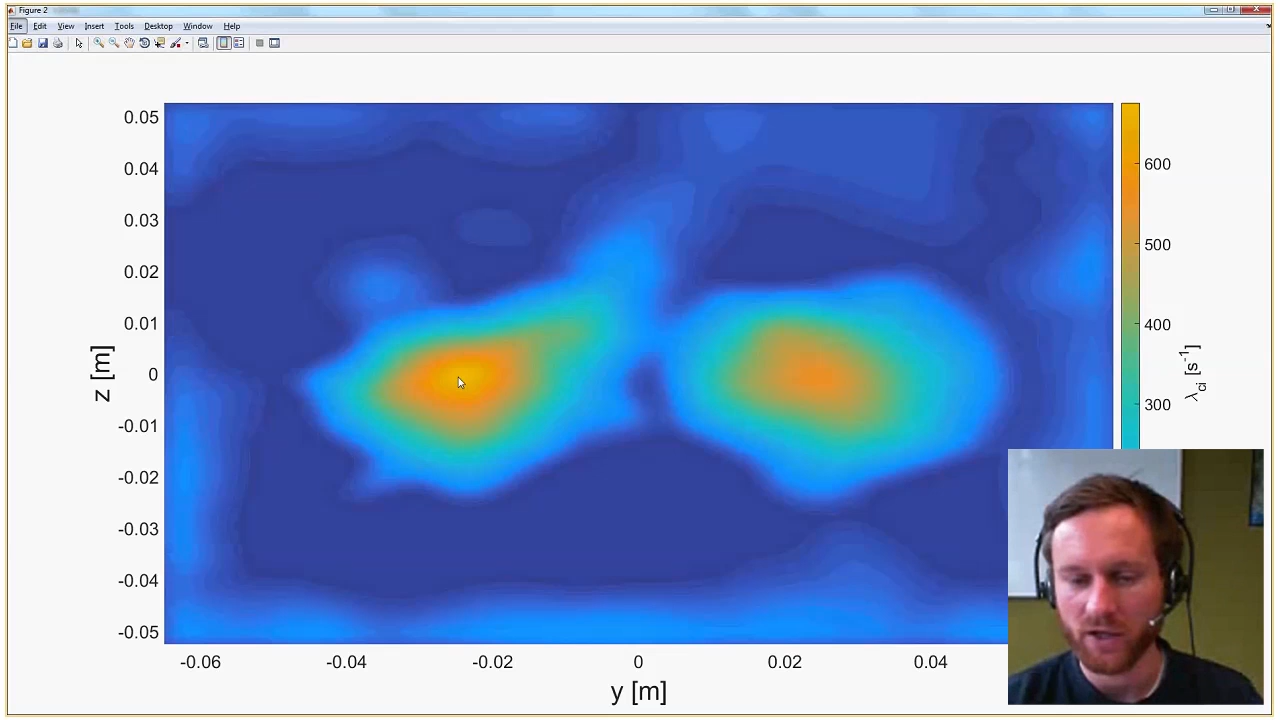 Figure 2
File Edit View Insert Tools Desktop Window Help
0.05
0.04
0.03
0.02
0.01
0
-0.01
-0.02
-0.03
-0.04
-0.05
z [m]
-0.06 -0.04 -0.02 0 0.02 0.04
y [m]
600
500
400
300
λci [s-1]